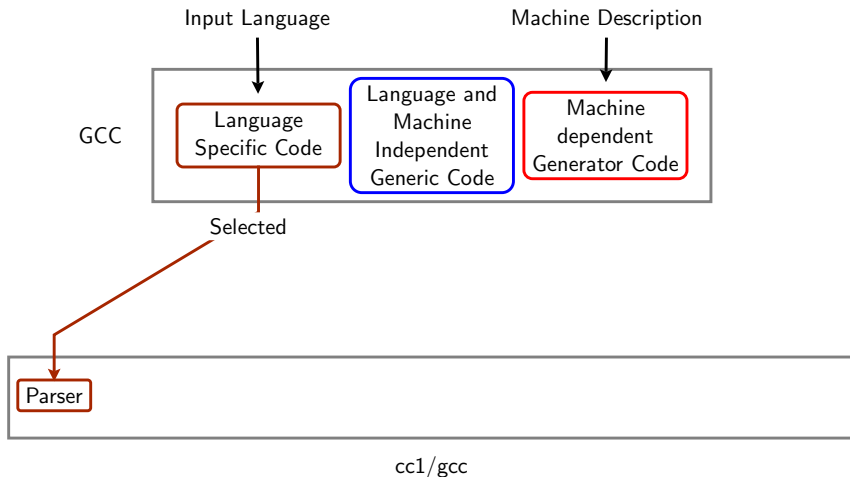 Input Language
Machine Description
GCC
Language
Specific Code
Language and
Machine
Independent
Generic Code
Machine
dependent
Generator Code
Selected
Parser
cc1/gcc